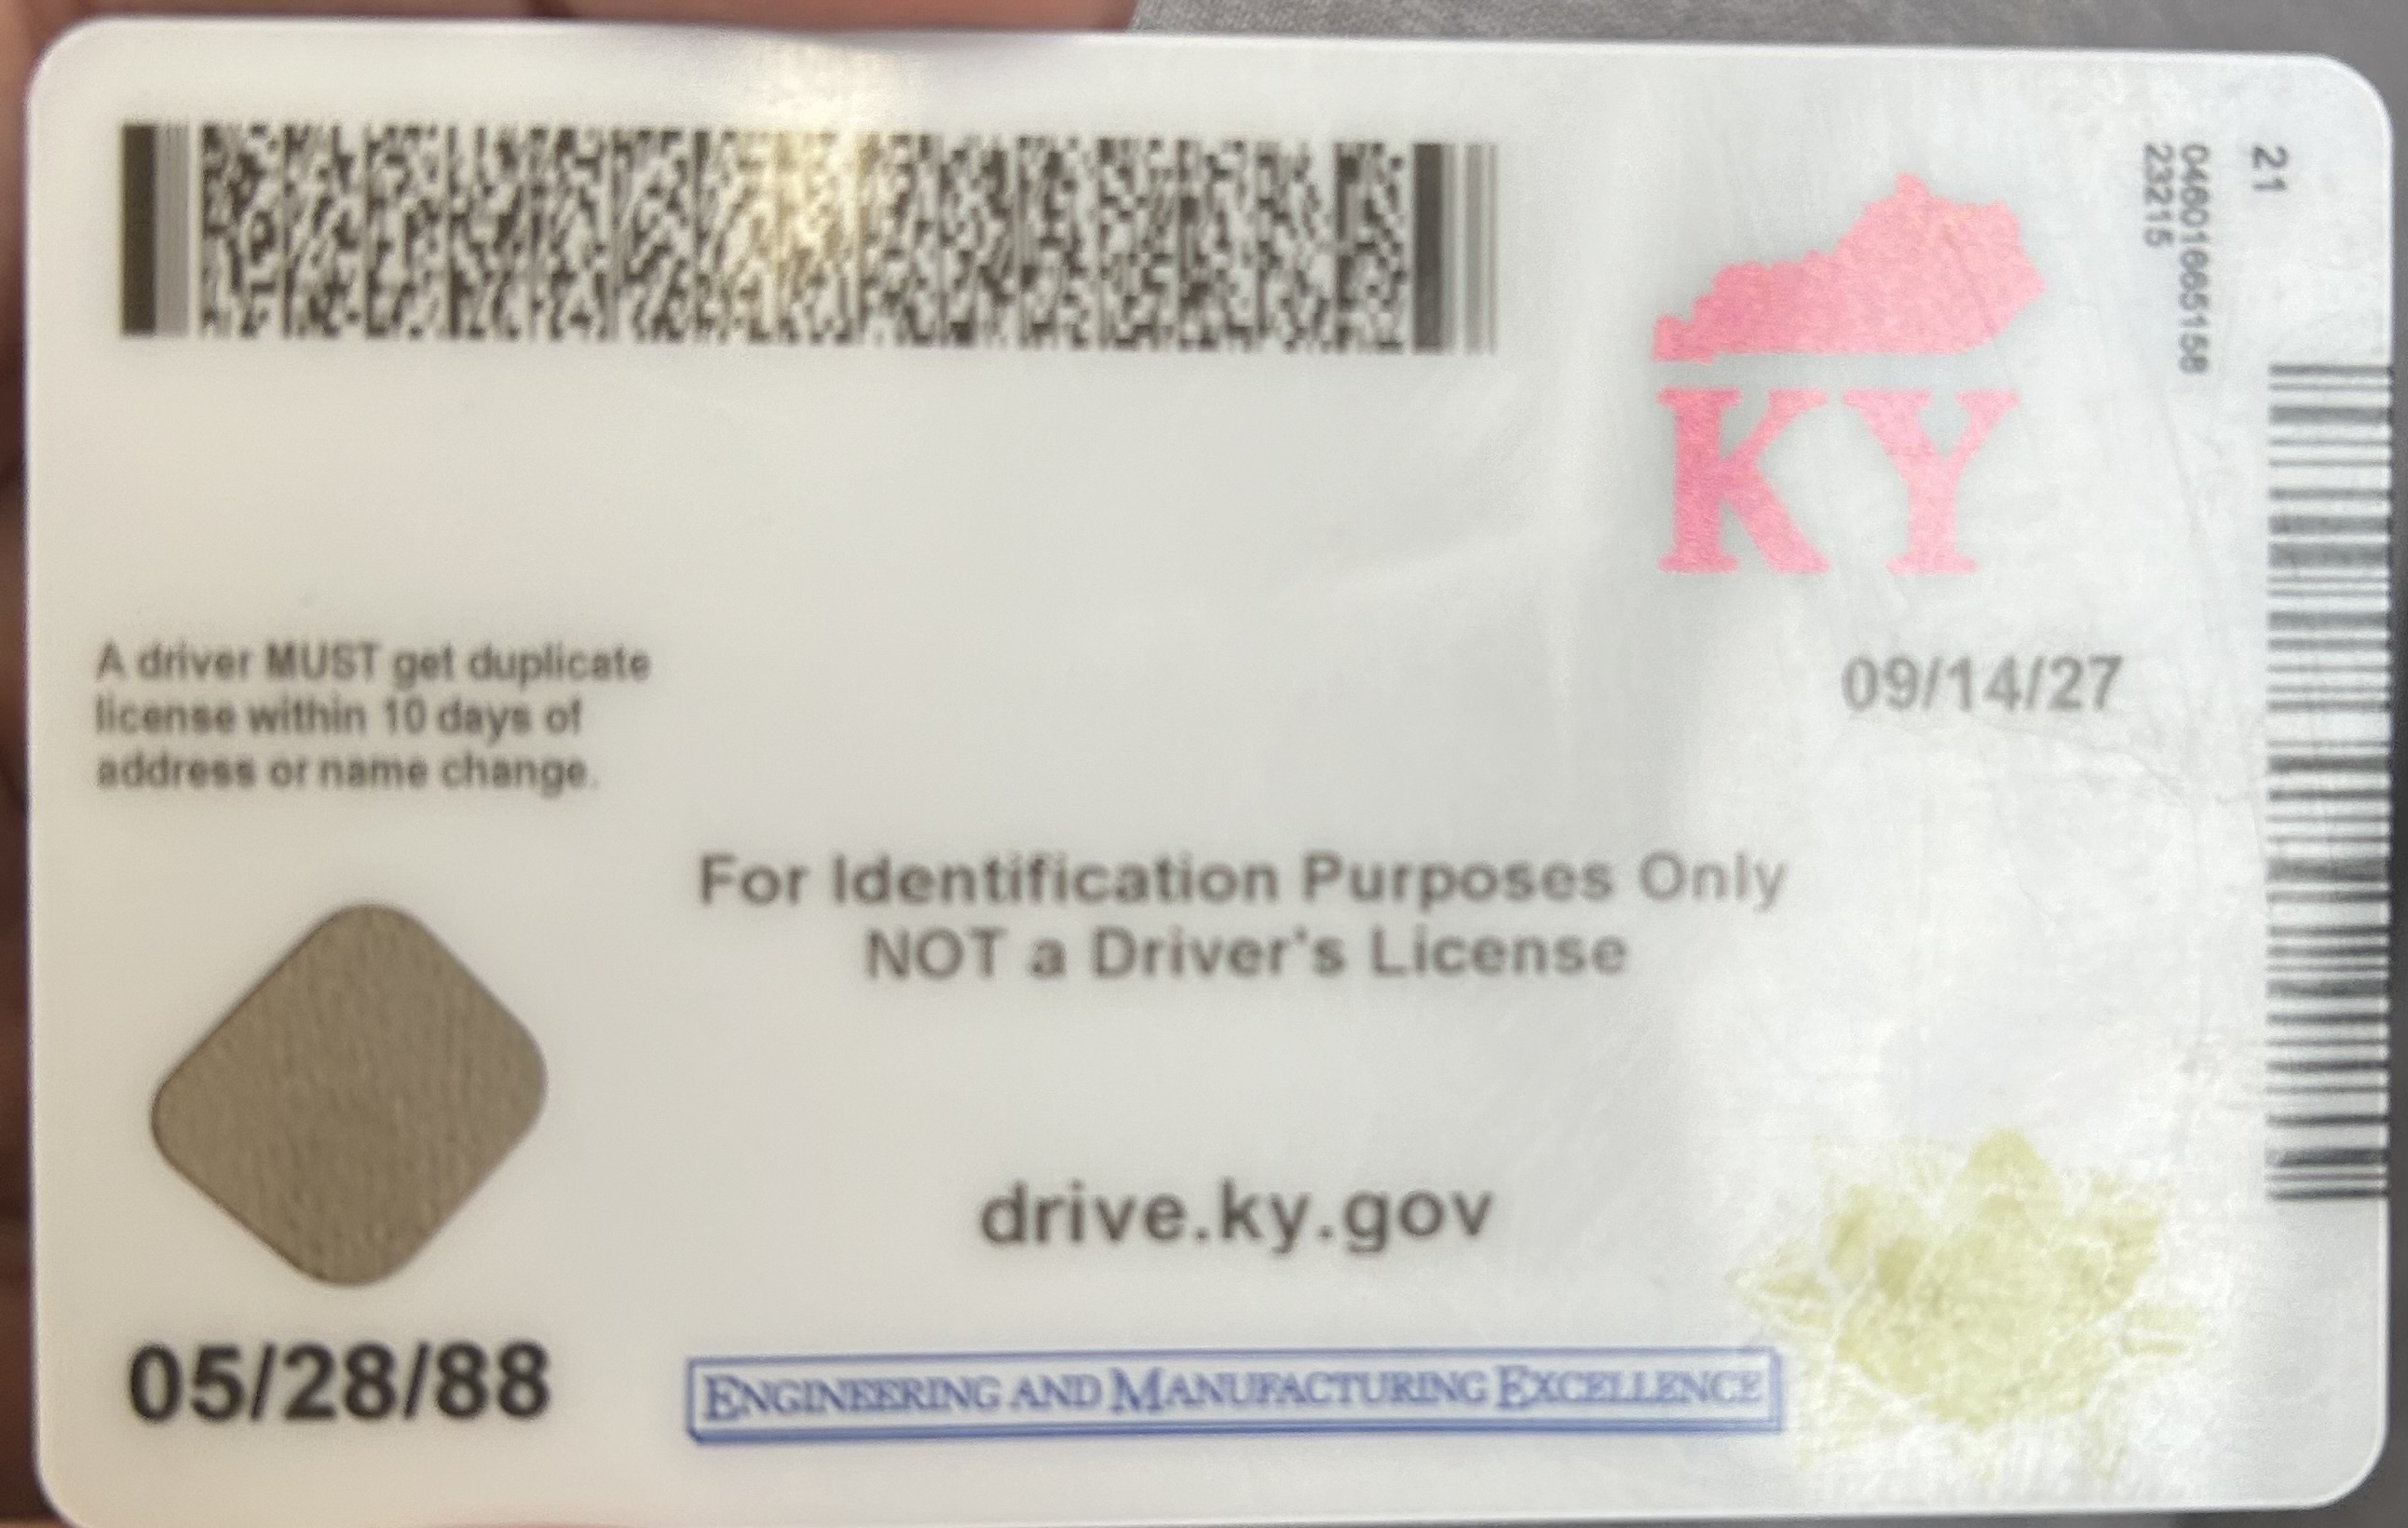 21
046001665158
23215
KY
09/14/27
A driver MUST get duplicate
license within 10 days of
address or name change.
For Identification Purposes Only
NOT a Driver's License
drive.ky.gov
05/28/88
ENGINEERING AND MANUFACTURING EXCELLENCE